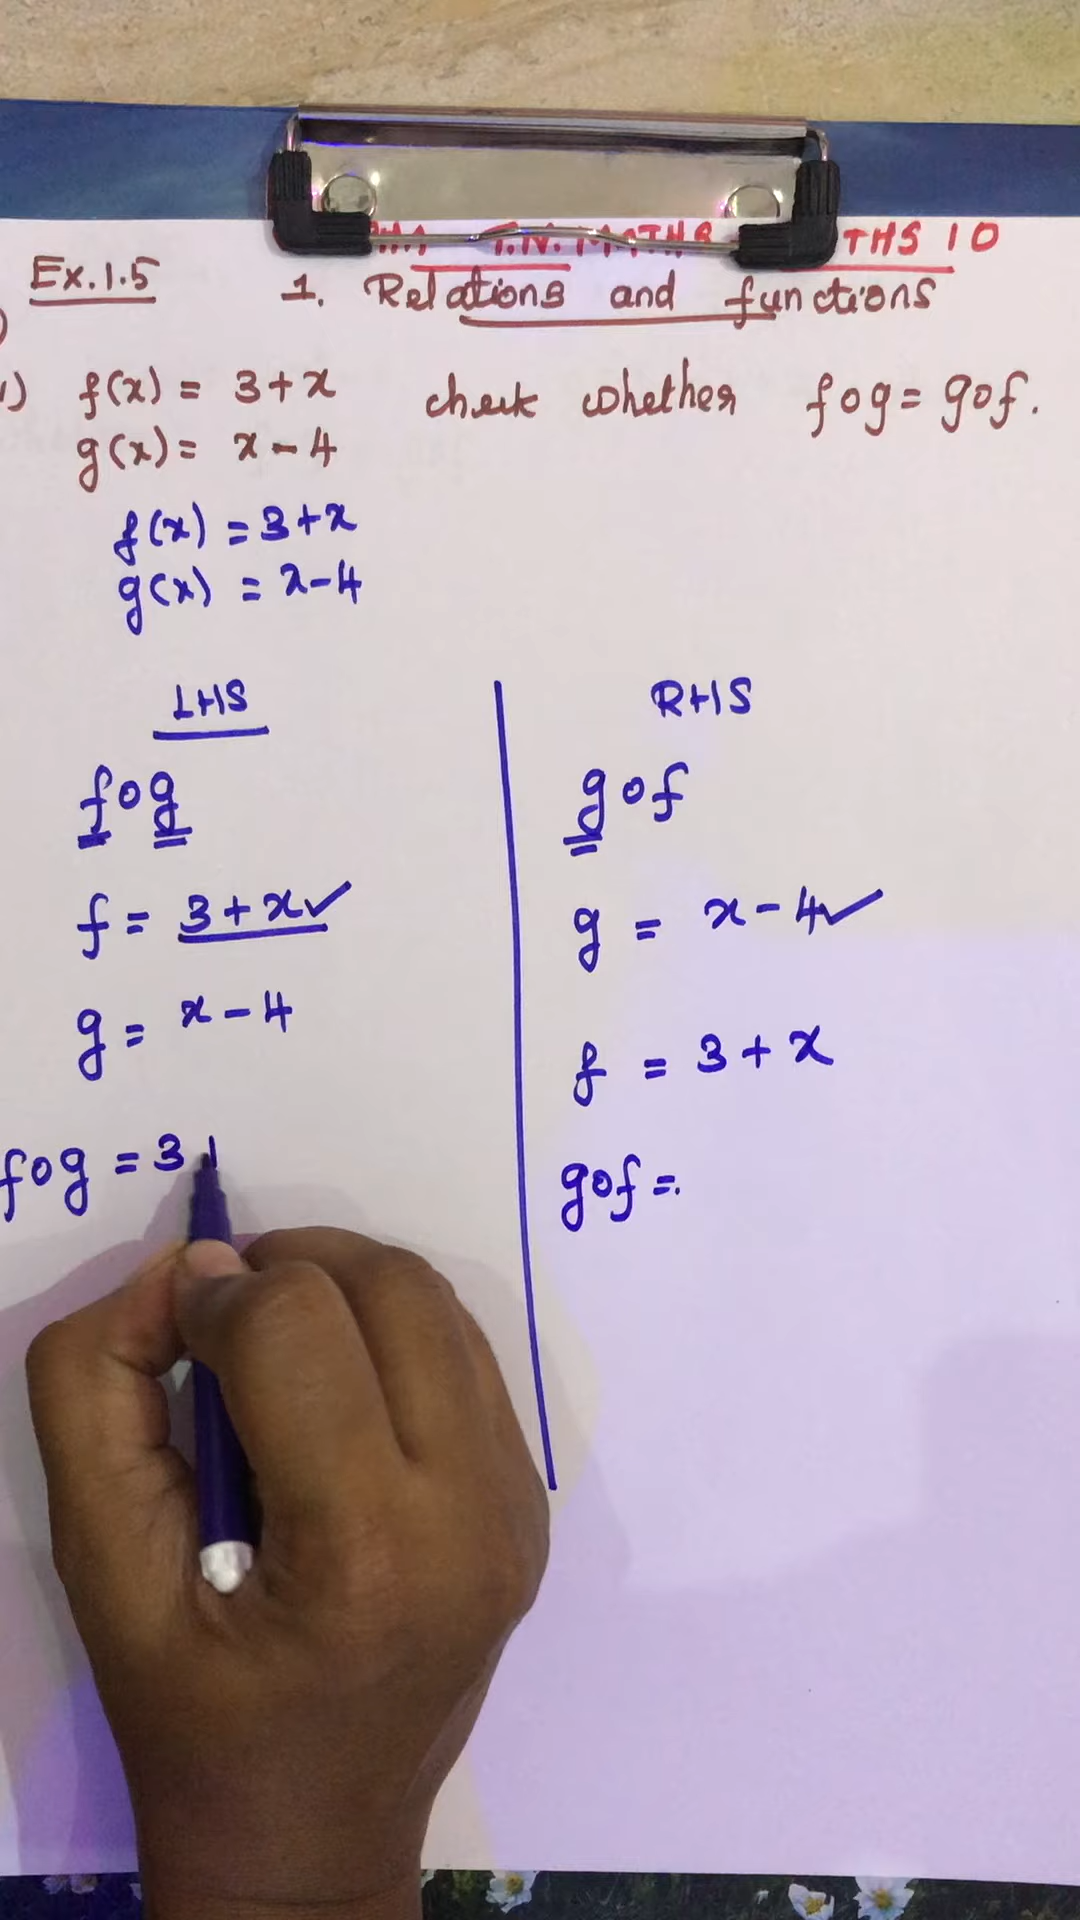 T.N. MATHS THS 10
Ex.1.5 1. Relations and functions
f(x) = 3+x check whether fog = gof.
g(x) = x-4
f(x) = 3+x
g(x) = x-4
LHS
fog
f = 3+x✓
g = x-4
fog = 3
RHS
gof
g = x-4✓
f = 3+x
gof =